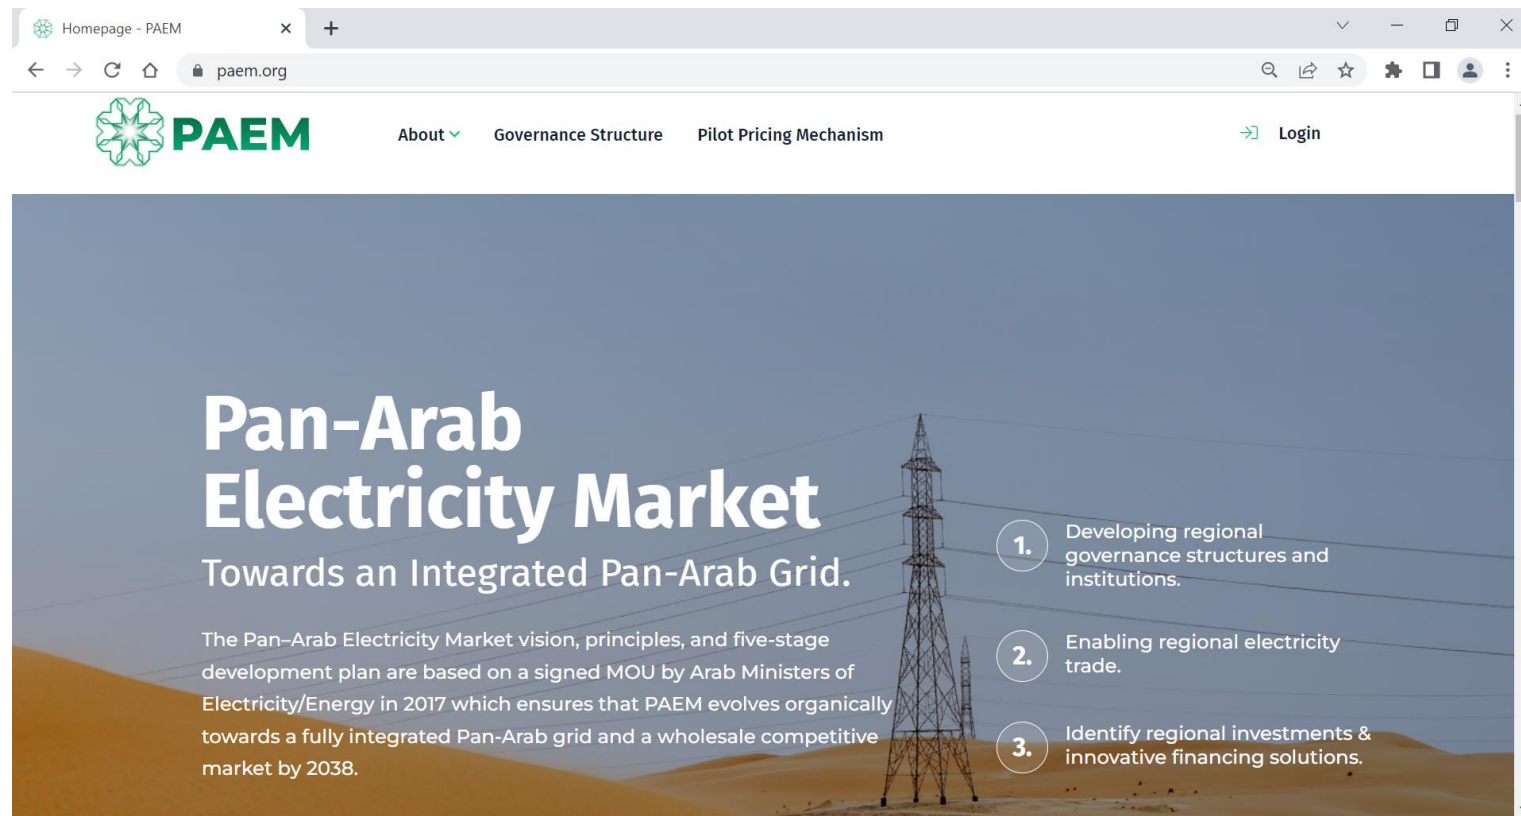 Homepage - PAEM
paem.org
PAEM
About
Governance Structure
Pilot Pricing Mechanism
Login
Pan-Arab
Electricity Market
Towards an Integrated Pan-Arab Grid.
The Pan–Arab Electricity Market vision, principles, and five-stage
development plan are based on a signed MOU by Arab Ministers of
Electricity/Energy in 2017 which ensures that PAEM evolves organically
towards a fully integrated Pan-Arab grid and a wholesale competitive
market by 2038.
1.
Developing regional
governance structures and
institutions.
2.
Enabling regional electricity
trade.
3.
Identify regional investments &
innovative financing solutions.